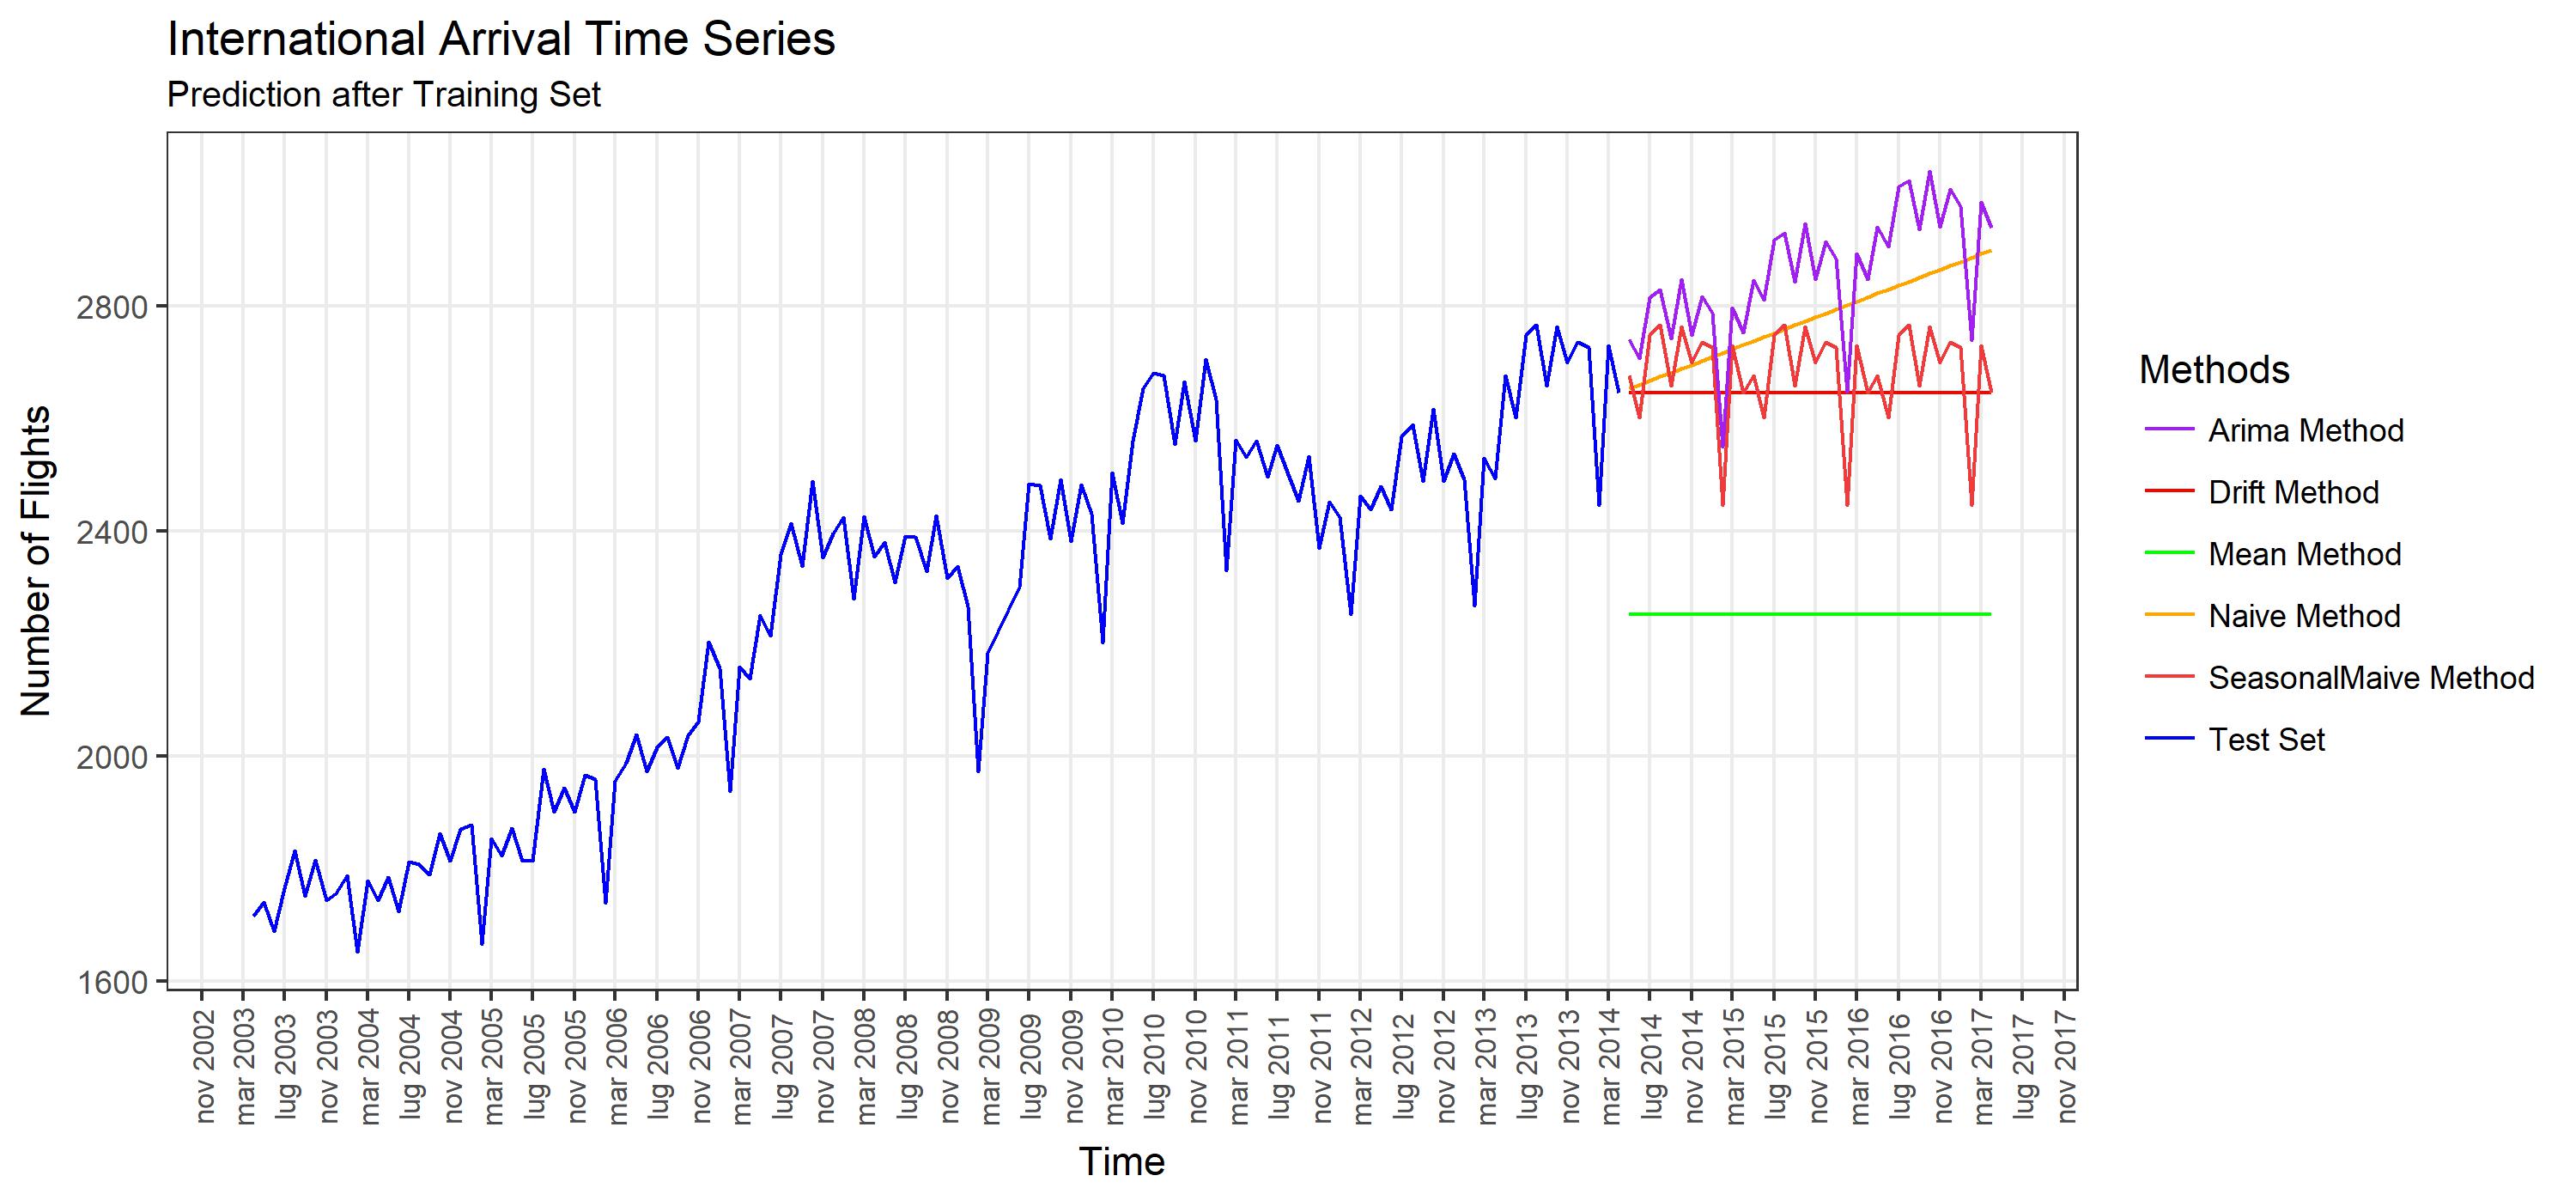 International Arrival Time Series
Prediction after Training Set
Number of Flights
2800
2400
2000
1600
nov 2002
mar 2003
lug 2003
nov 2003
mar 2004
lug 2004
nov 2004
mar 2005
lug 2005
nov 2005
mar 2006
lug 2006
nov 2006
mar 2007
lug 2007
nov 2007
mar 2008
lug 2008
nov 2008
mar 2009
lug 2009
nov 2009
mar 2010
lug 2010
nov 2010
mar 2011
lug 2011
nov 2011
mar 2012
lug 2012
nov 2012
mar 2013
lug 2013
nov 2013
mar 2014
lug 2014
nov 2014
mar 2015
lug 2015
nov 2015
mar 2016
lug 2016
nov 2016
mar 2017
lug 2017
nov 2017
Time
Methods
Arima Method
Drift Method
Mean Method
Naive Method
SeasonalMaive Method
Test Set